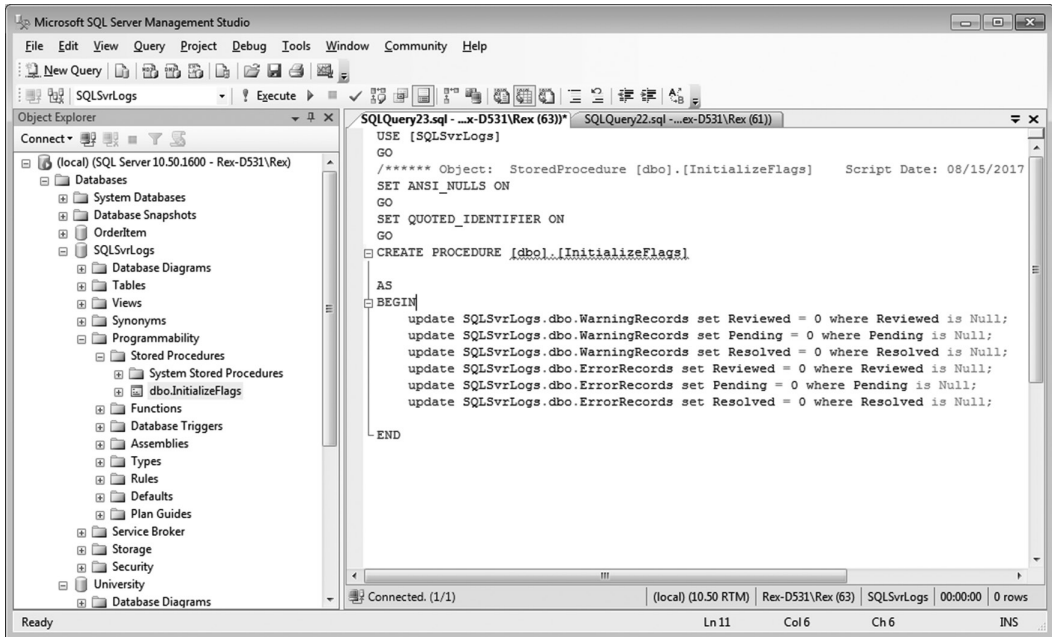 Microsoft SQL Server Management Studio
File Edit View Query Project Debug Tools Window Community Help
New Query
SQLSvrLogs
Execute
Object Explorer
Connect
(local) (SQL Server 10.50.1600 - Rex-D531\Rex)
Databases
System Databases
Database Snapshots
OrderItem
SQLSvrLogs
Database Diagrams
Tables
Views
Synonyms
Programmability
Stored Procedures
System Stored Procedures
dbo.InitializeFlags
Functions
Database Triggers
Assemblies
Types
Rules
Defaults
Plan Guides
Service Broker
Storage
Security
University
Database Diagrams
SQLQuery23.sql - ...x-D531\Rex (63))* SQLQuery22.sql -...ex-D531\Rex (61))
USE [SQLSvrLogs]
GO
/****** Object: StoredProcedure [dbo].[InitializeFlags] Script Date: 08/15/2017
SET ANSI_NULLS ON
GO
SET QUOTED_IDENTIFIER ON
GO
CREATE PROCEDURE [dbo].[InitializeFlags]
AS
BEGIN
update SQLSvrLogs.dbo.WarningRecords set Reviewed = 0 where Reviewed is Null;
update SQLSvrLogs.dbo.WarningRecords set Pending = 0 where Pending is Null;
update SQLSvrLogs.dbo.WarningRecords set Resolved = 0 where Resolved is Null;
update SQLSvrLogs.dbo.ErrorRecords set Reviewed = 0 where Reviewed is Null;
update SQLSvrLogs.dbo.ErrorRecords set Pending = 0 where Pending is Null;
update SQLSvrLogs.dbo.ErrorRecords set Resolved = 0 where Resolved is Null;
END
Connected. (1/1) (local) (10.50 RTM) Rex-D531\Rex (63) SQLSvrLogs 00:00:00 0 rows
Ready Ln 11 Col 6 Ch 6 INS